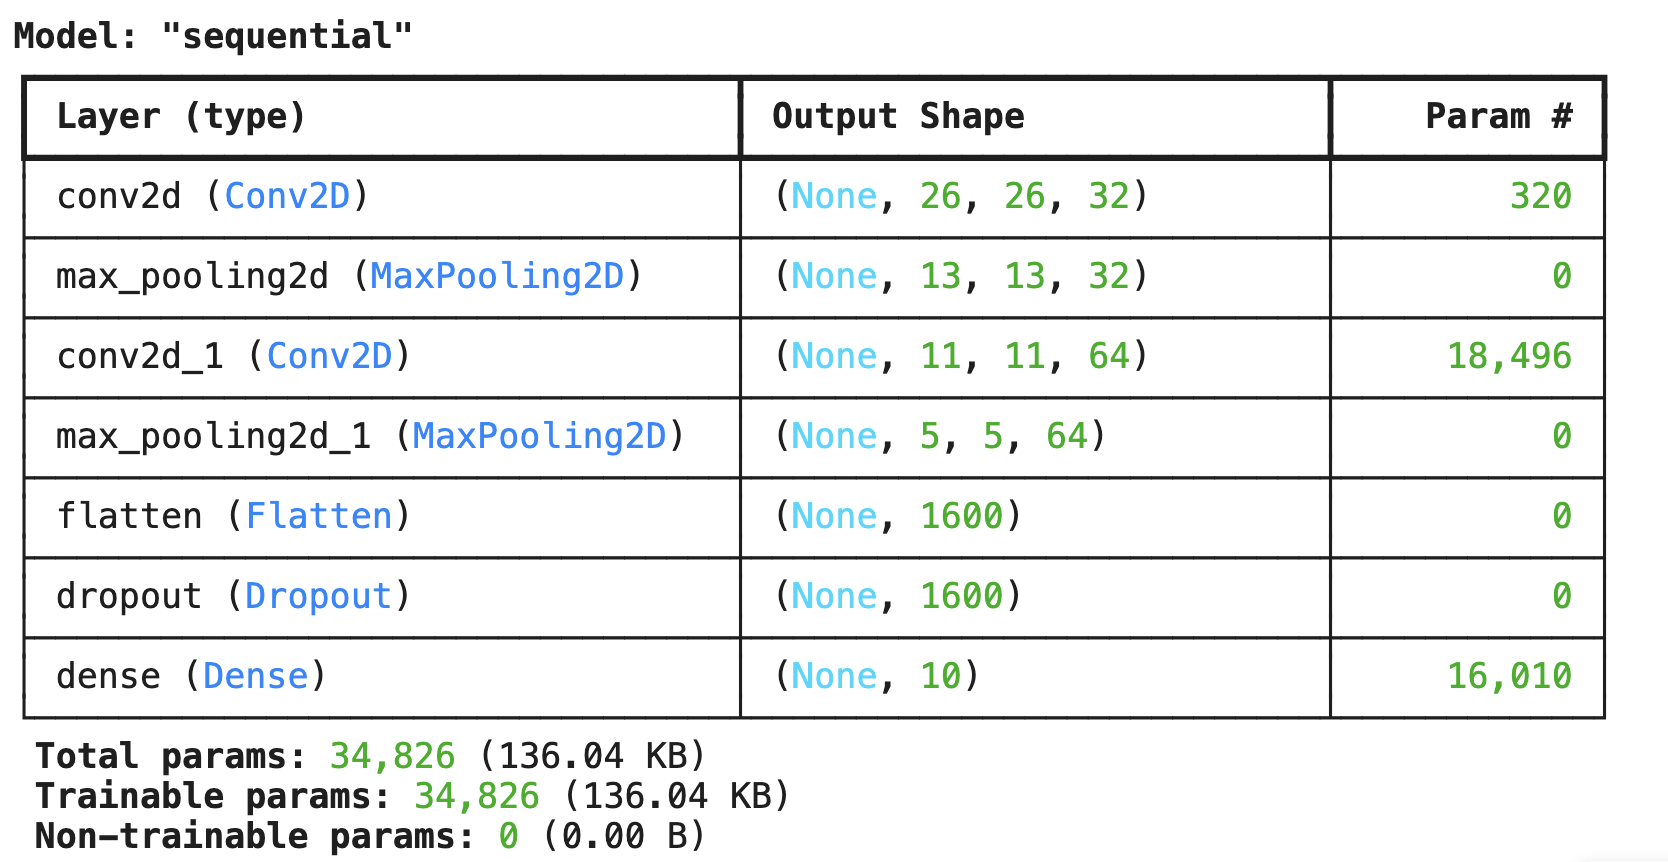 Model: "sequential"
Layer (type) Output Shape Param #
conv2d (Conv2D) (None, 26, 26, 32) 320
max_pooling2d (MaxPooling2D) (None, 13, 13, 32) 0
conv2d_1 (Conv2D) (None, 11, 11, 64) 18,496
max_pooling2d_1 (MaxPooling2D) (None, 5, 5, 64) 0
flatten (Flatten) (None, 1600) 0
dropout (Dropout) (None, 1600) 0
dense (Dense) (None, 10) 16,010
Total params: 34,826 (136.04 KB)
Trainable params: 34,826 (136.04 KB)
Non-trainable params: 0 (0.00 B)